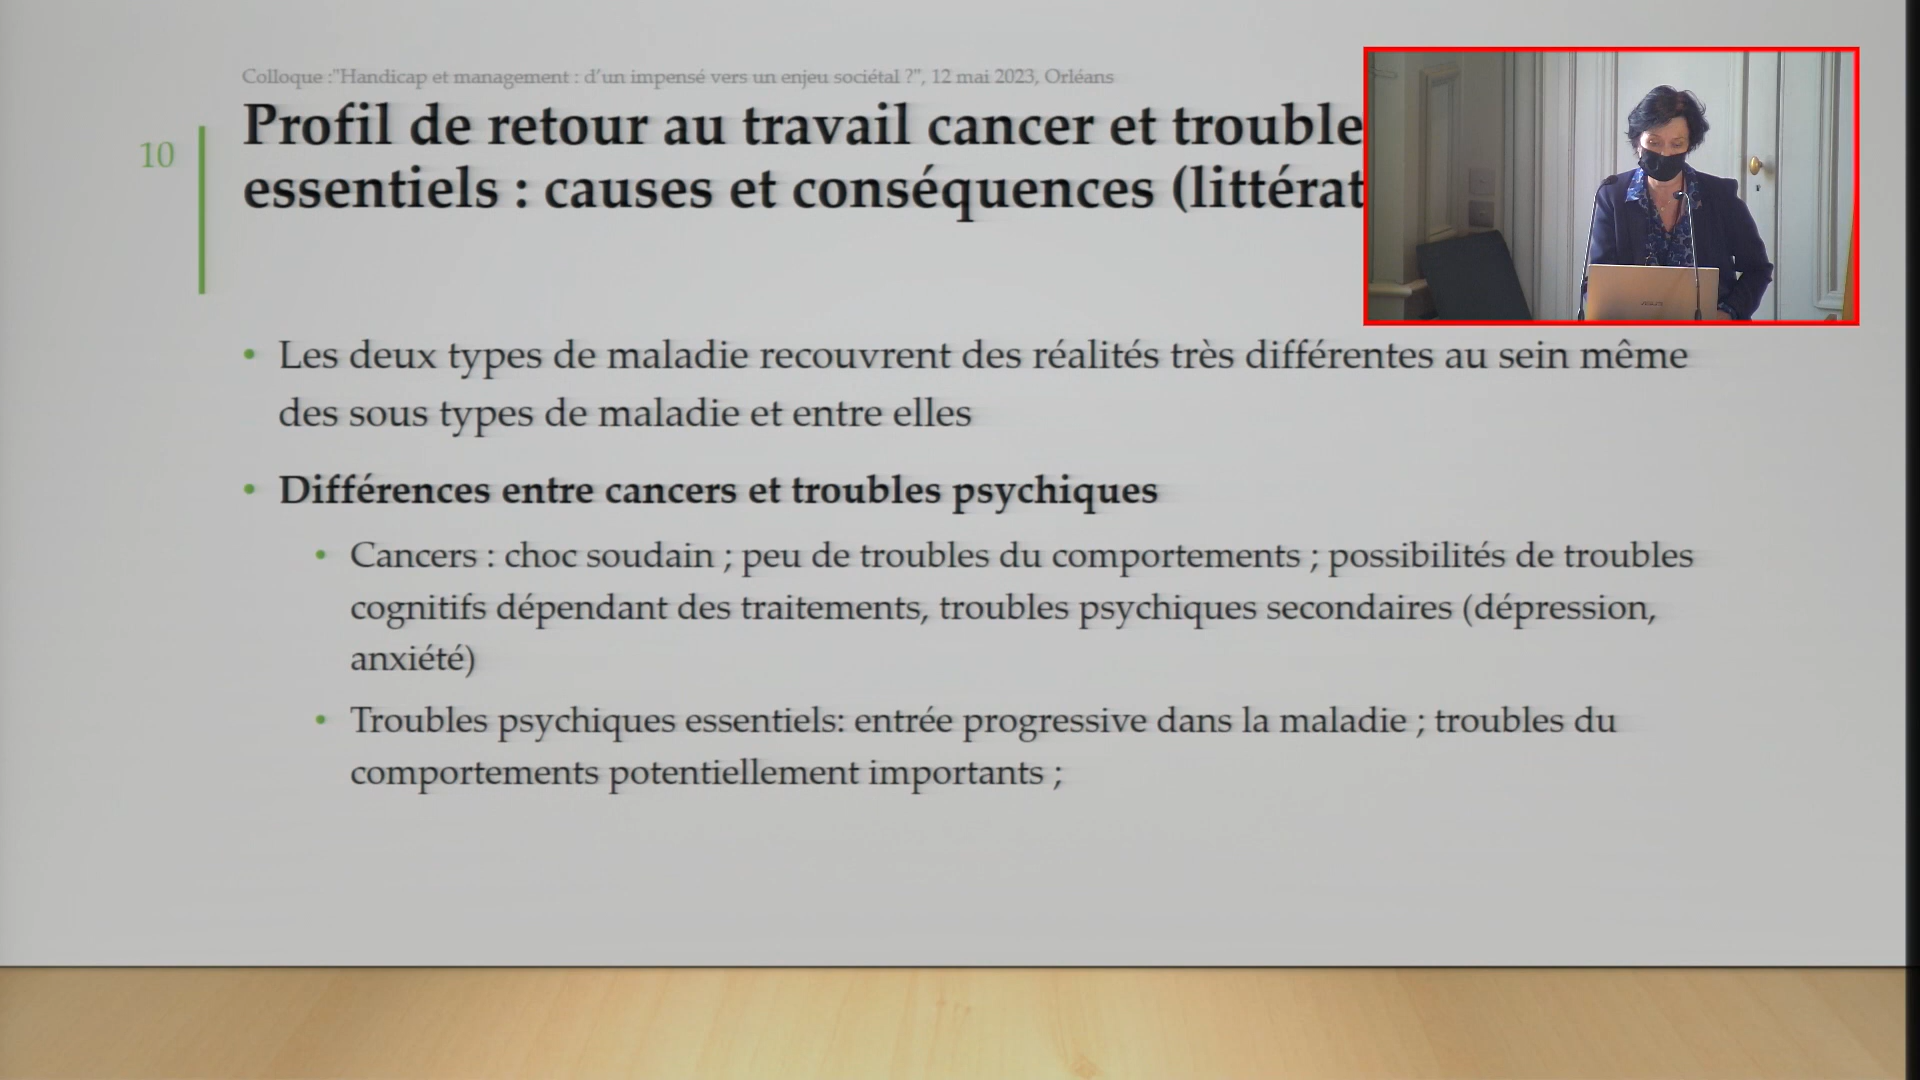 Colloque :"Handicap et management : d’un impensé vers un enjeu sociétal ?", 12 mai 2023, Orléans
10
Profil de retour au travail cancer et trouble
essentiels : causes et conséquences (littérat
• Les deux types de maladie recouvrent des réalités très différentes au sein même
des sous types de maladie et entre elles
• Différences entre cancers et troubles psychiques
• Cancers : choc soudain ; peu de troubles du comportements ; possibilités de troubles
cognitifs dépendant des traitements, troubles psychiques secondaires (dépression,
anxiété)
• Troubles psychiques essentiels: entrée progressive dans la maladie ; troubles du
comportements potentiellement importants ;